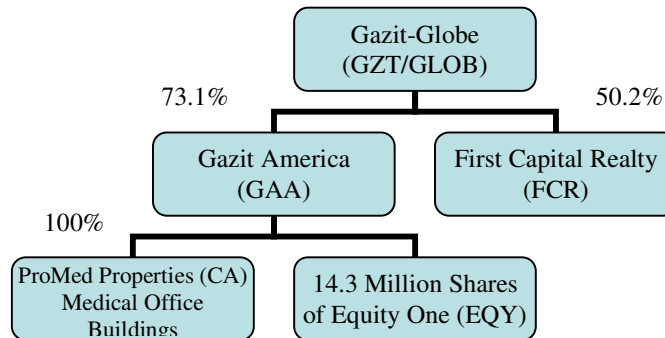 Gazit-Globe
(GZT/GLOB)
73.1%
50.2%
Gazit America
(GAA)
First Capital Realty
(FCR)
100%
ProMed Properties (CA)
Medical Office
Buildings
14.3 Million Shares
of Equity One (EQY)